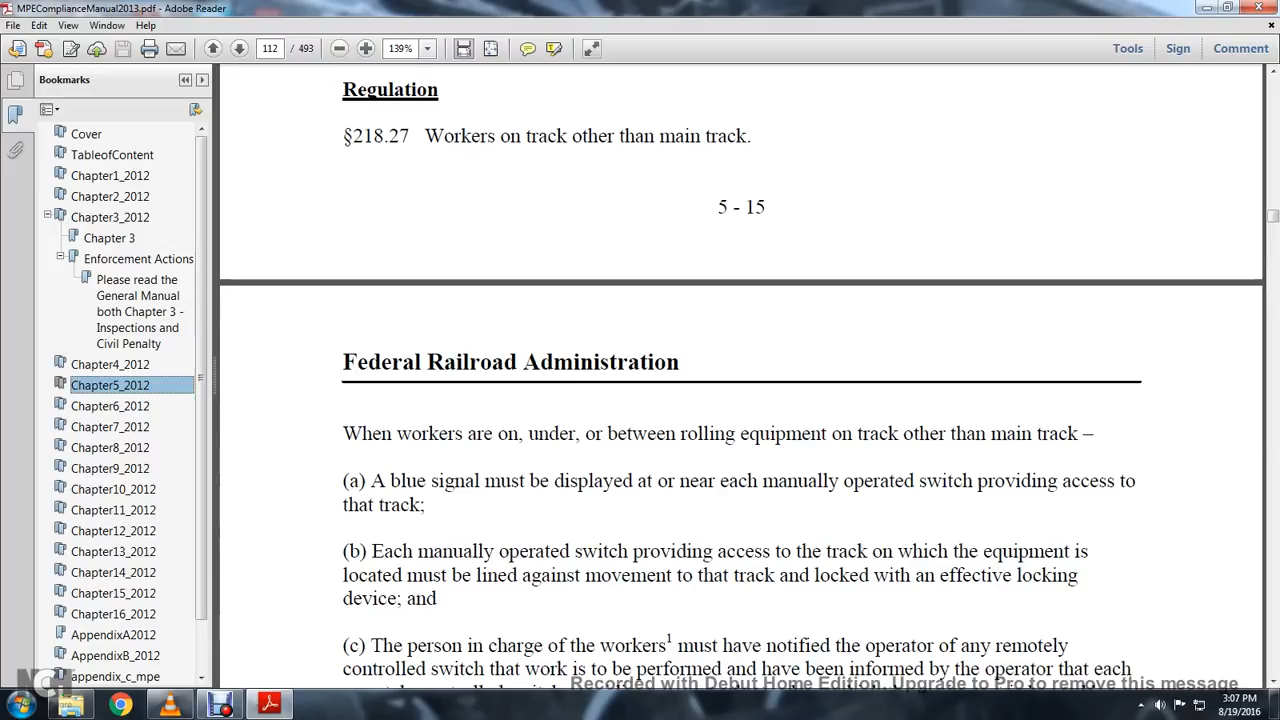 MPEComplianceManual2013.pdf - Adobe Reader
File Edit View Window Help
112 / 493 139% Tools Sign Comment
Bookmarks
Cover
TableofContent
Chapter1_2012
Chapter2_2012
Chapter3_2012
Chapter 3
Enforcement Actions
Please read the
General Manual
both Chapter 3 -
Inspections and
Civil Penalty
Chapter4_2012
Chapter5_2012
Chapter6_2012
Chapter7_2012
Chapter8_2012
Chapter9_2012
Chapter10_2012
Chapter11_2012
Chapter12_2012
Chapter13_2012
Chapter14_2012
Chapter15_2012
Chapter16_2012
AppendixA2012
AppendixB_2012
appendix_c_mpe
Regulation
§218.27 Workers on track other than main track.
5 - 15
Federal Railroad Administration
When workers are on, under, or between rolling equipment on track other than main track –
(a) A blue signal must be displayed at or near each manually operated switch providing access to
that track;
(b) Each manually operated switch providing access to the track on which the equipment is
located must be lined against movement to that track and locked with an effective locking
device; and
(c) The person in charge of the workers1 must have notified the operator of any remotely
controlled switch that work is to be performed and have been informed by the operator that each
Recorded with Debut Home Edition. Upgrade to Pro to remove this message
3:07 PM
8/19/2016